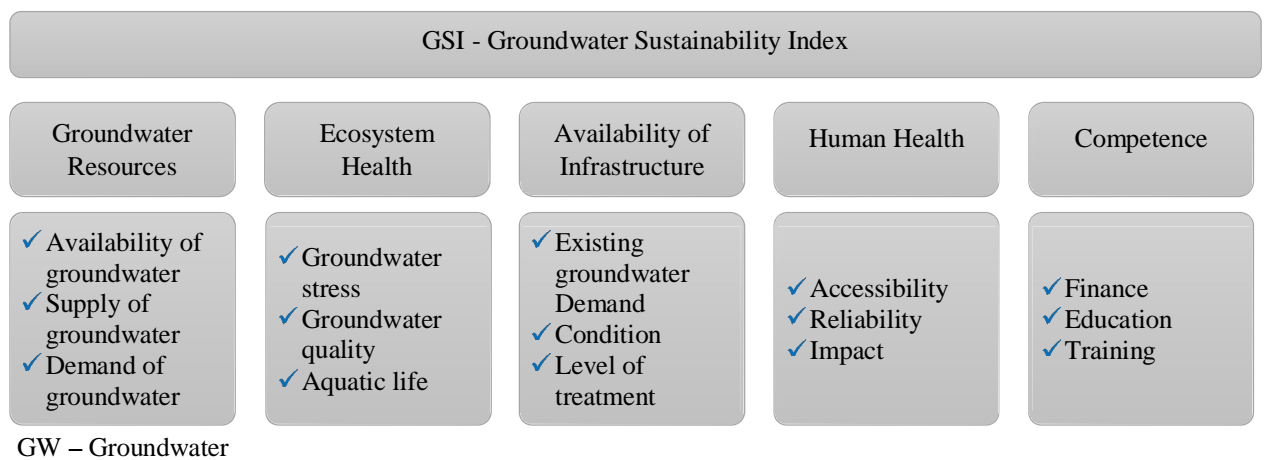 GSI - Groundwater Sustainability Index
Groundwater
Resources
Ecosystem
Health
Availability of
Infrastructure
Human Health
Competence
Availability of
groundwater
Supply of
groundwater
Demand of
groundwater
Groundwater
stress
Groundwater
quality
Aquatic life
Existing
groundwater
Demand
Condition
Level of
treatment
Accessibility
Reliability
Impact
Finance
Education
Training
GW – Groundwater